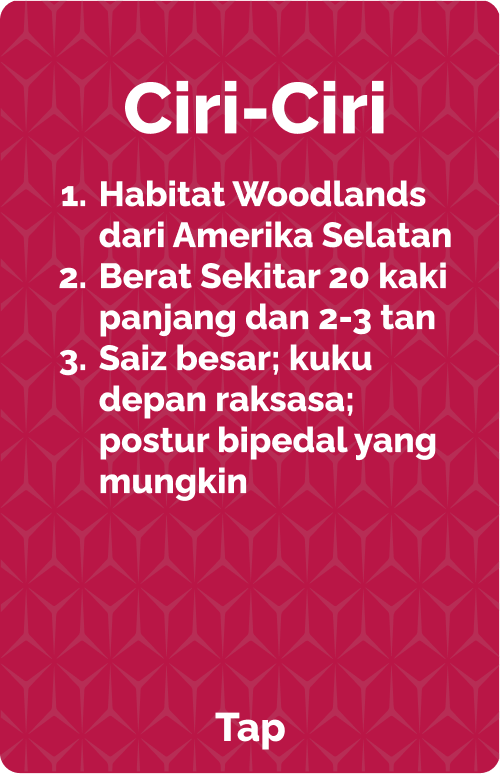 Ciri-Ciri
1. Habitat Woodlands
dari Amerika Selatan
2. Berat Sekitar 20 kaki
panjang dan 2-3 tan
3. Saiz besar; kuku
depan raksasa;
postur bipedal yang
mungkin
Tap